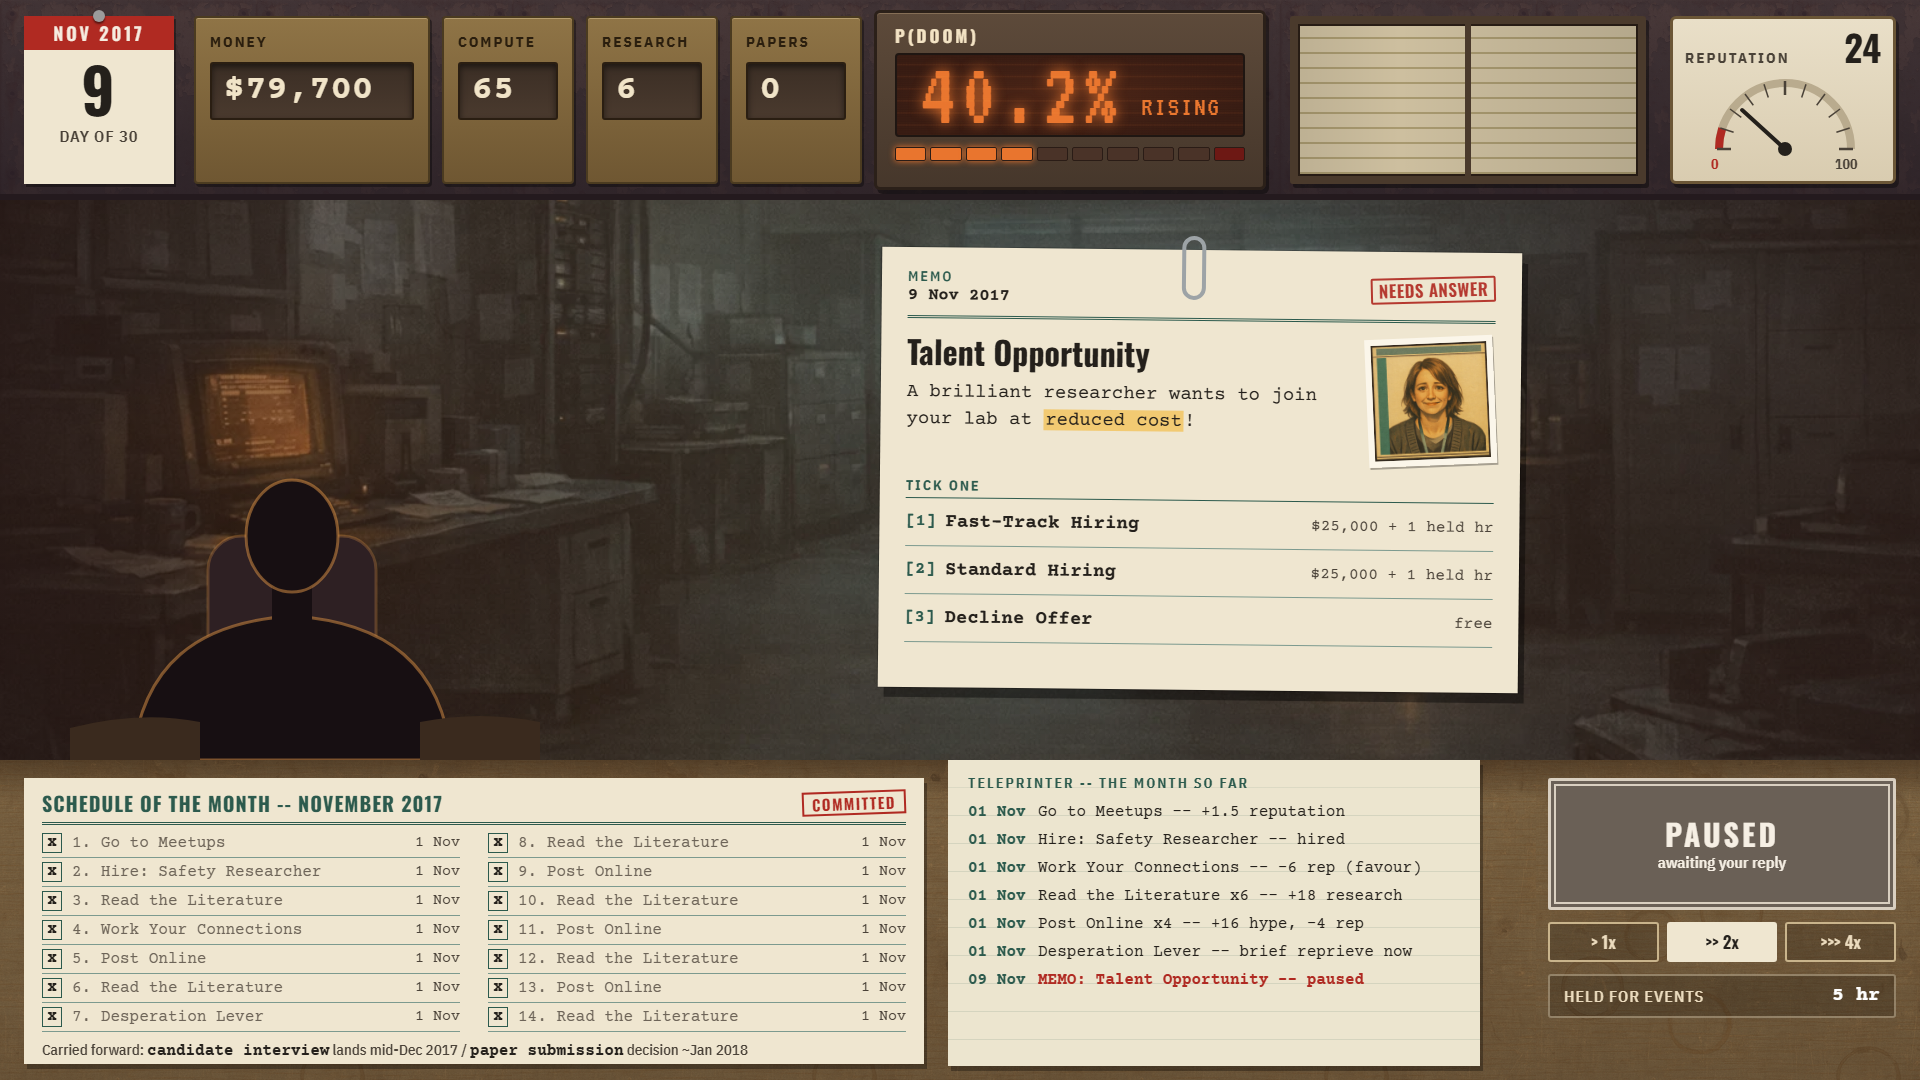 NOV 2017
9
DAY OF 30
MONEY
$79,700
COMPUTE
65
RESEARCH
6
PAPERS
0
P(DOOM)
40.2% RISING
REPUTATION 24
0 100
MEMO
9 Nov 2017
NEEDS ANSWER
Talent Opportunity
A brilliant researcher wants to join
your lab at reduced cost!
TICK ONE
[1] Fast-Track Hiring $25,000 + 1 held hr
[2] Standard Hiring $25,000 + 1 held hr
[3] Decline Offer free
SCHEDULE OF THE MONTH -- NOVEMBER 2017
COMMITTED
x 1. Go to Meetups 1 Nov
x 2. Hire: Safety Researcher 1 Nov
x 3. Read the Literature 1 Nov
x 4. Work Your Connections 1 Nov
x 5. Post Online 1 Nov
x 6. Read the Literature 1 Nov
x 7. Desperation Lever 1 Nov
x 8. Read the Literature 1 Nov
x 9. Post Online 1 Nov
x 10. Read the Literature 1 Nov
x 11. Post Online 1 Nov
x 12. Read the Literature 1 Nov
x 13. Post Online 1 Nov
x 14. Read the Literature 1 Nov
Carried forward: candidate interview lands mid-Dec 2017 / paper submission decision ~Jan 2018
TELEPRINTER -- THE MONTH SO FAR
01 Nov Go to Meetups -- +1.5 reputation
01 Nov Hire: Safety Researcher -- hired
01 Nov Work Your Connections -- -6 rep (favour)
01 Nov Read the Literature x6 -- +18 research
01 Nov Post Online x4 -- +16 hype, -4 rep
01 Nov Desperation Lever -- brief reprieve now
09 Nov MEMO: Talent Opportunity -- paused
PAUSED
awaiting your reply
> 1x
>> 2x
>>> 4x
HELD FOR EVENTS 5 hr